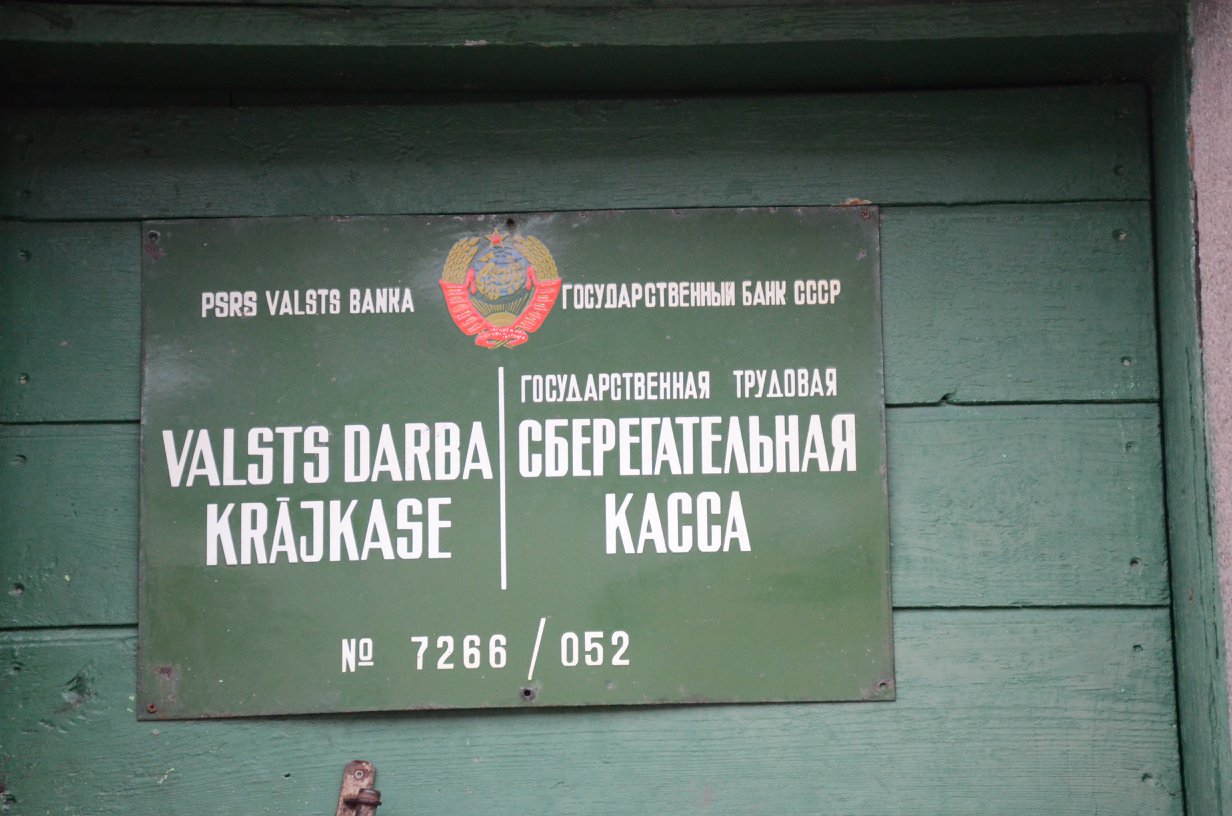 PSRS VALSTS BANKA
ГОСУДАРСТВЕННЫЙ БАНК СССР
VALSTS DARBA
KRĀJKASE
ГОСУДАРСТВЕННАЯ ТРУДОВАЯ
СБЕРЕГАТЕЛЬНАЯ
КАССА
№ 7266/052